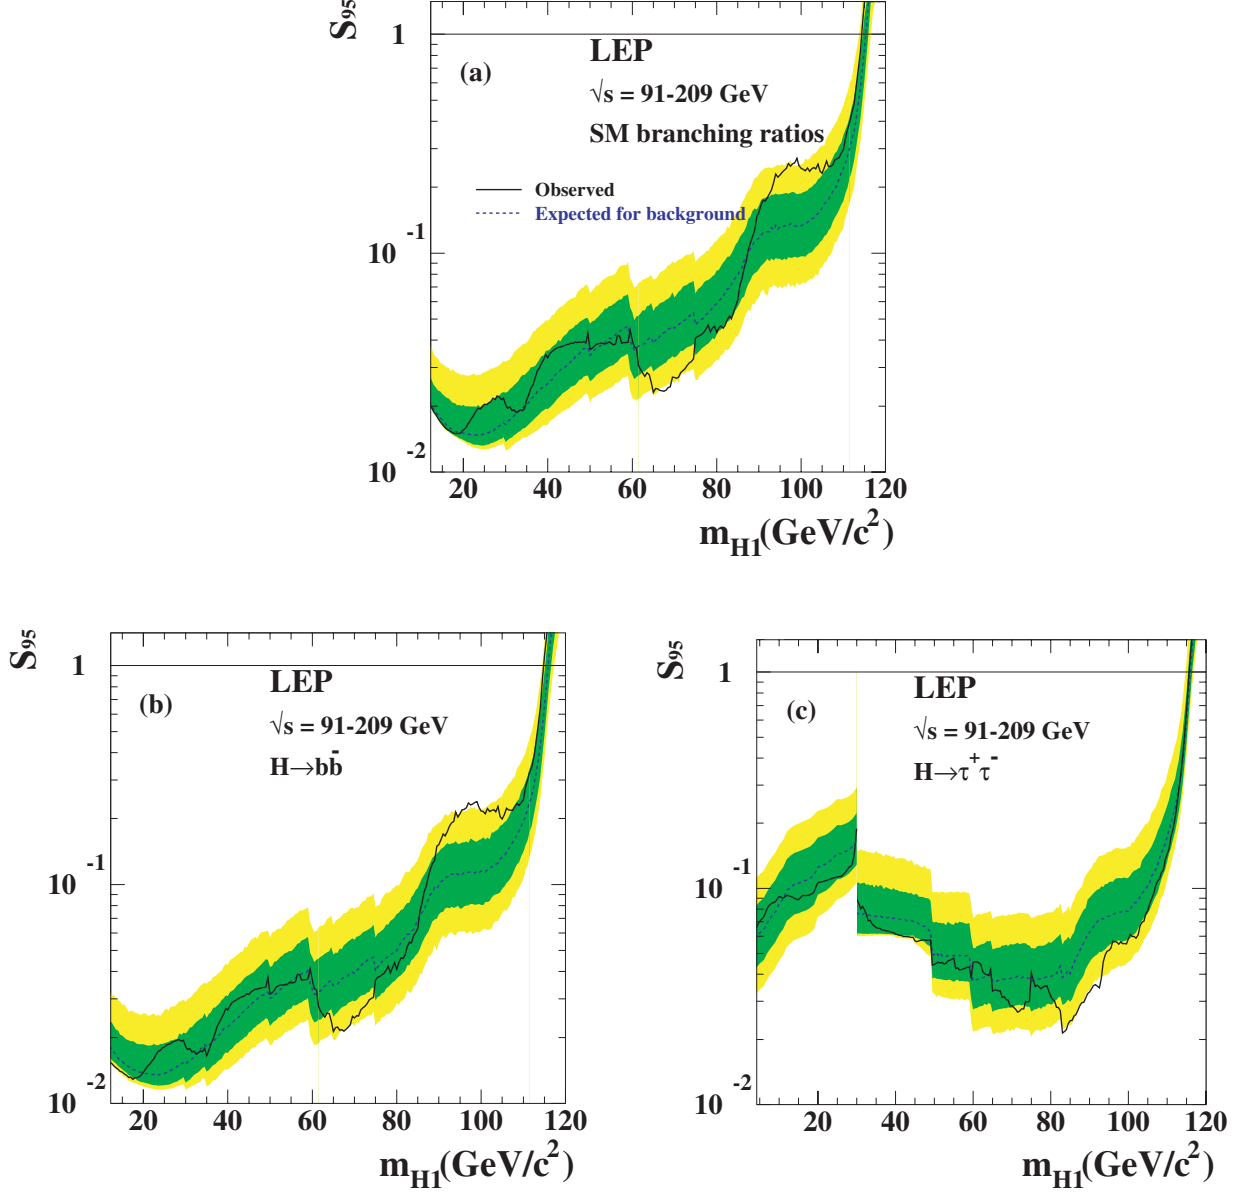 S95
1
LEP
(a)
√s = 91-209 GeV
SM branching ratios
Observed
Expected for background
10 -1
10 -2
20 40 60 80 100 120
mH1(GeV/c2)
S95
1
LEP
(b)
√s = 91-209 GeV
H→bb̄
10 -1
10 -2
20 40 60 80 100 120
mH1(GeV/c2)
S95
1
LEP
(c)
√s = 91-209 GeV
H→τ+τ-
10 -1
10 -2
20 40 60 80 100 120
mH1(GeV/c2)